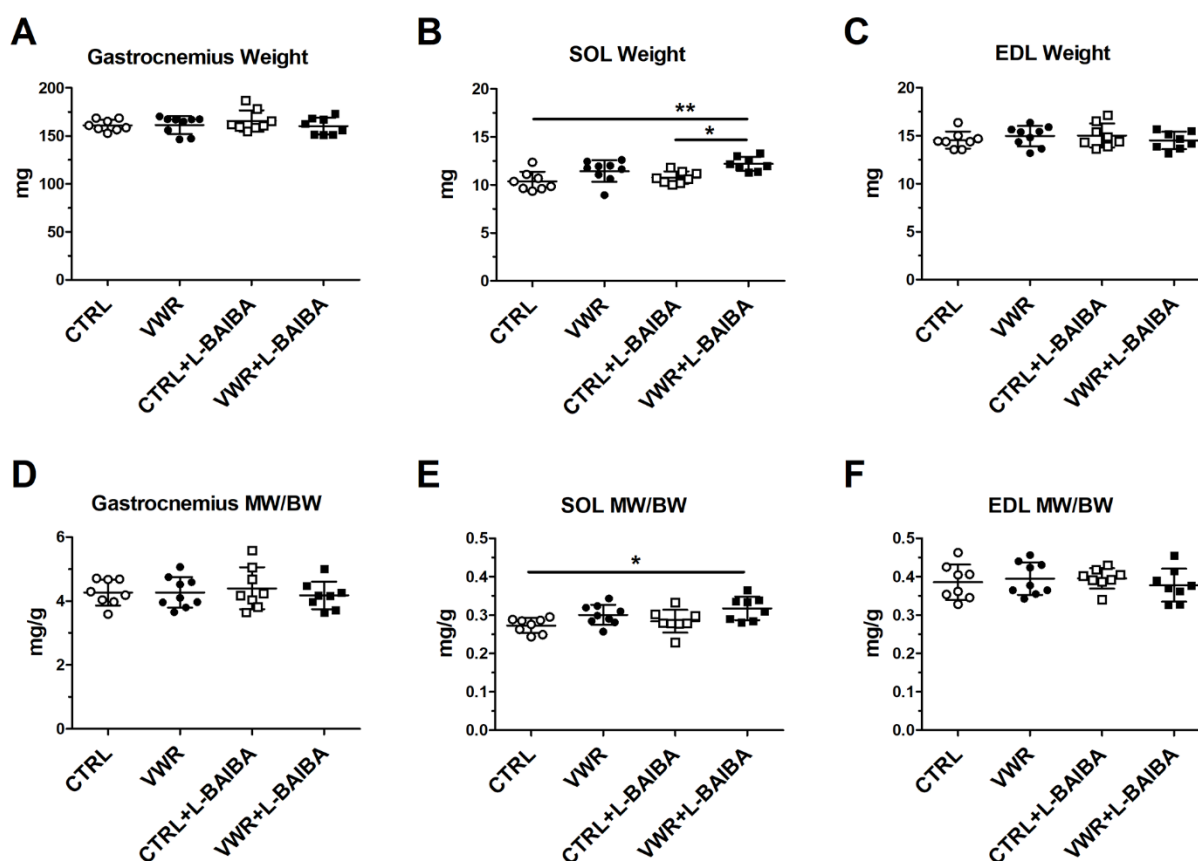 A
Gastrocnemius Weight
mg
200
150
100
50
0
CTRL
VWR
CTRL+L-BAIBA
VWR+L-BAIBA
B
SOL Weight
mg
20
15
10
5
0
**
*
CTRL
VWR
CTRL+L-BAIBA
VWR+L-BAIBA
C
EDL Weight
mg
20
15
10
5
0
CTRL
VWR
CTRL+L-BAIBA
VWR+L-BAIBA
D
Gastrocnemius MW/BW
mg/g
6
4
2
0
CTRL
VWR
CTRL+L-BAIBA
VWR+L-BAIBA
E
SOL MW/BW
mg/g
0.5
0.4
0.3
0.2
0.1
0.0
*
CTRL
VWR
CTRL+L-BAIBA
VWR+L-BAIBA
F
EDL MW/BW
mg/g
0.5
0.4
0.3
0.2
0.1
0.0
CTRL
VWR
CTRL+L-BAIBA
VWR+L-BAIBA